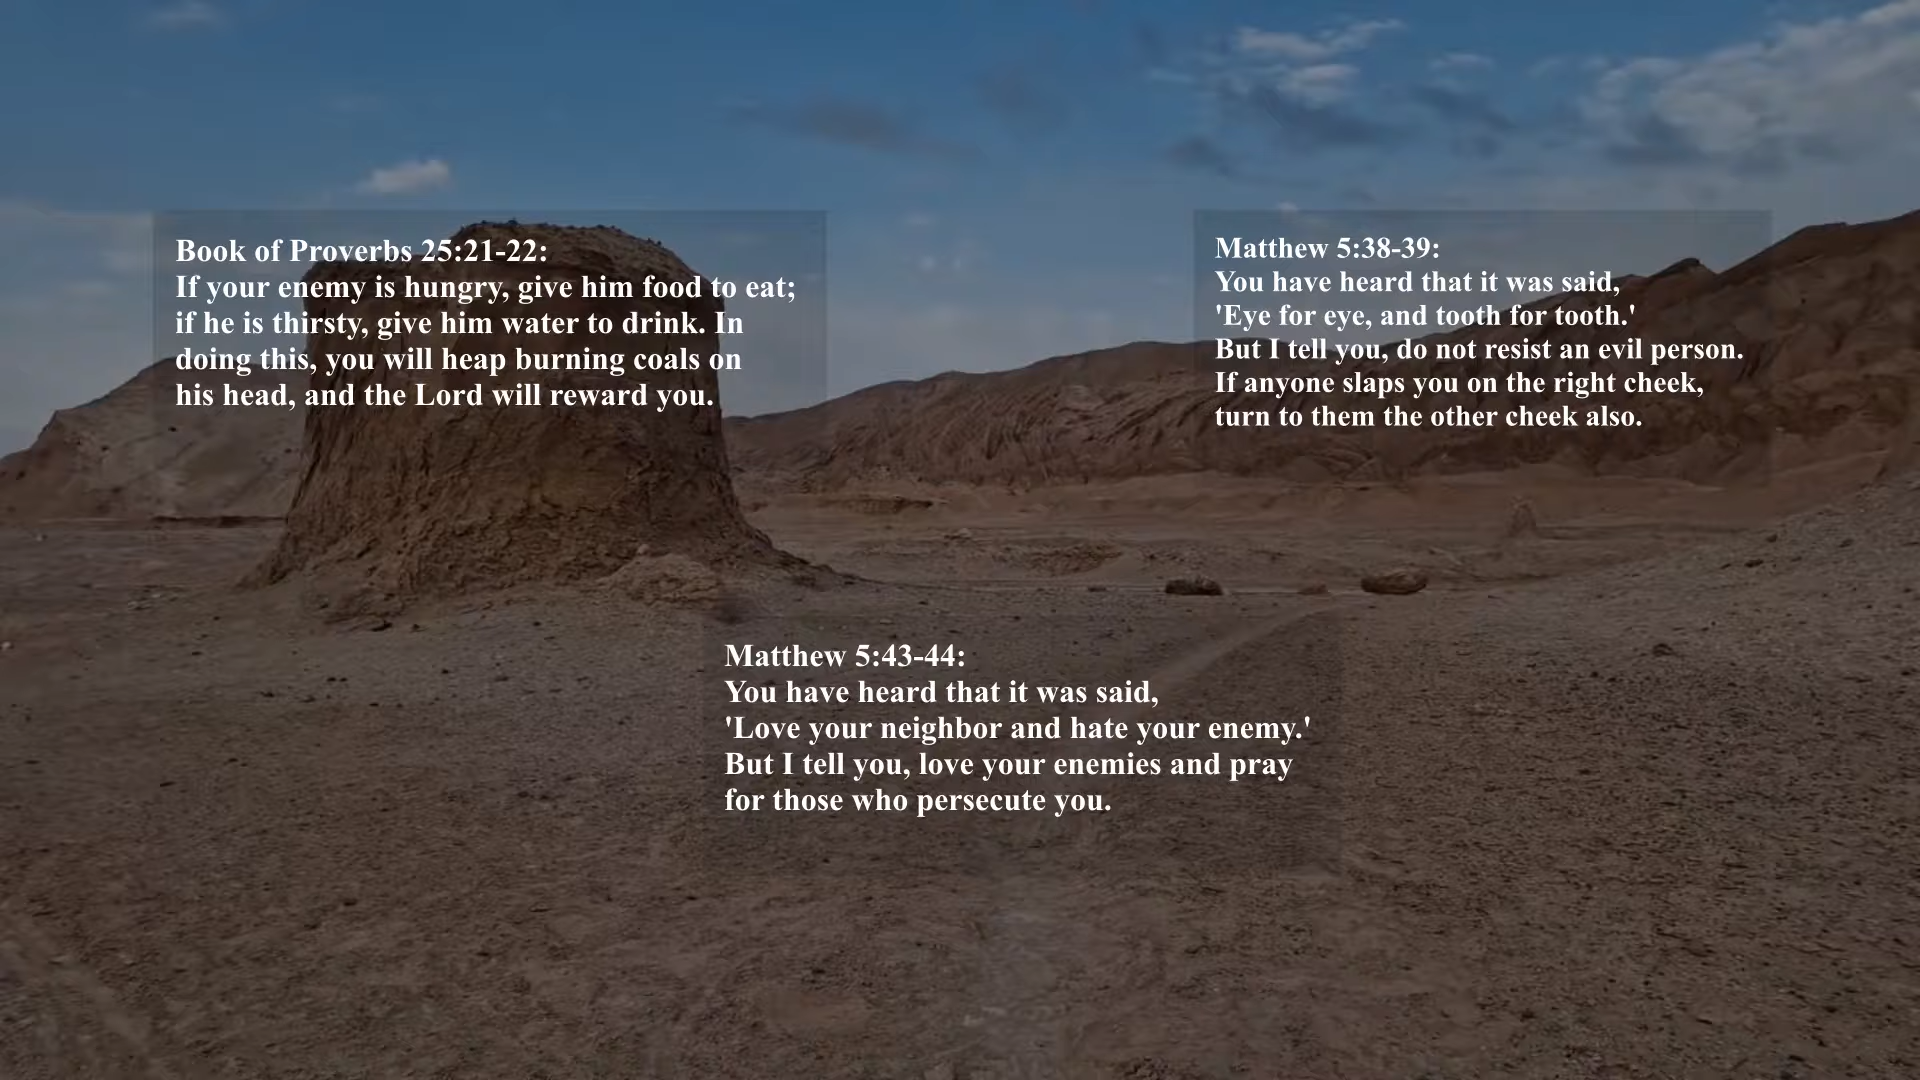 Book of Proverbs 25:21-22:
If your enemy is hungry, give him food to eat;
if he is thirsty, give him water to drink. In
doing this, you will heap burning coals on
his head, and the Lord will reward you.
Matthew 5:38-39:
You have heard that it was said,
'Eye for eye, and tooth for tooth.'
But I tell you, do not resist an evil person.
If anyone slaps you on the right cheek,
turn to them the other cheek also.
Matthew 5:43-44:
You have heard that it was said,
'Love your neighbor and hate your enemy.'
But I tell you, love your enemies and pray
for those who persecute you.